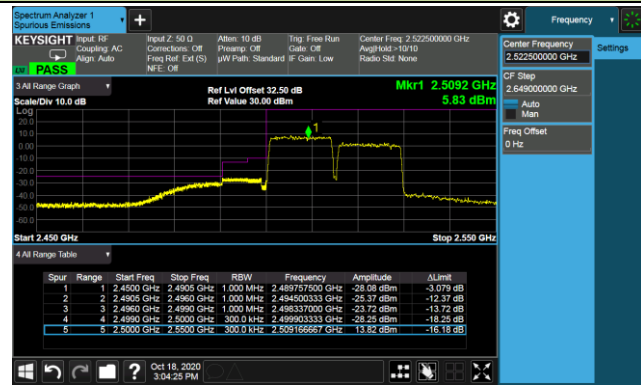 Spectrum Analyzer 1
Spurious Emissions
Frequency
KEYSIGHT Input: RF
Coupling: AC
Align: Auto
Input Z: 50 Ω
Corrections: Off
Freq Ref: Ext (S)
NFE: Off
Atten: 10 dB
Preamp: Off
µW Path: Standard
Trig: Free Run
Gate: Off
IF Gain: Low
Center Freq: 2.522500000 GHz
Avg|Hold:>10/10
Radio Std: None
PASS
3 All Range Graph
Scale/Div 10.0 dB
Ref Lvl Offset 32.50 dB
Ref Value 30.00 dBm
Mkr1 2.5092 GHz
5.83 dBm
Log
20.0
10.0
0.00
-10.0
-20.0
-30.0
-40.0
-50.0
-60.0
1
Start 2.450 GHz
Stop 2.550 GHz
4 All Range Table
Spur Range Start Freq Stop Freq RBW Frequency Amplitude ΔLimit
1 1 2.4500 GHz 2.4905 GHz 1.000 MHz 2.489757500 GHz -28.08 dBm -3.079 dB
2 2 2.4905 GHz 2.4960 GHz 1.000 MHz 2.494500333 GHz -25.37 dBm -12.37 dB
3 3 2.4960 GHz 2.4990 GHz 1.000 MHz 2.498337000 GHz -23.72 dBm -13.72 dB
4 4 2.4990 GHz 2.5000 GHz 300.0 kHz 2.499903333 GHz -28.25 dBm -18.25 dB
5 5 2.5000 GHz 2.5500 GHz 300.0 kHz 2.509166667 GHz 13.82 dBm -16.18 dB
Center Frequency
2.522500000 GHz
CF Step
2.649000000 GHz
Auto
Man
Freq Offset
0 Hz
Settings
Oct 18, 2020
3:04:25 PM